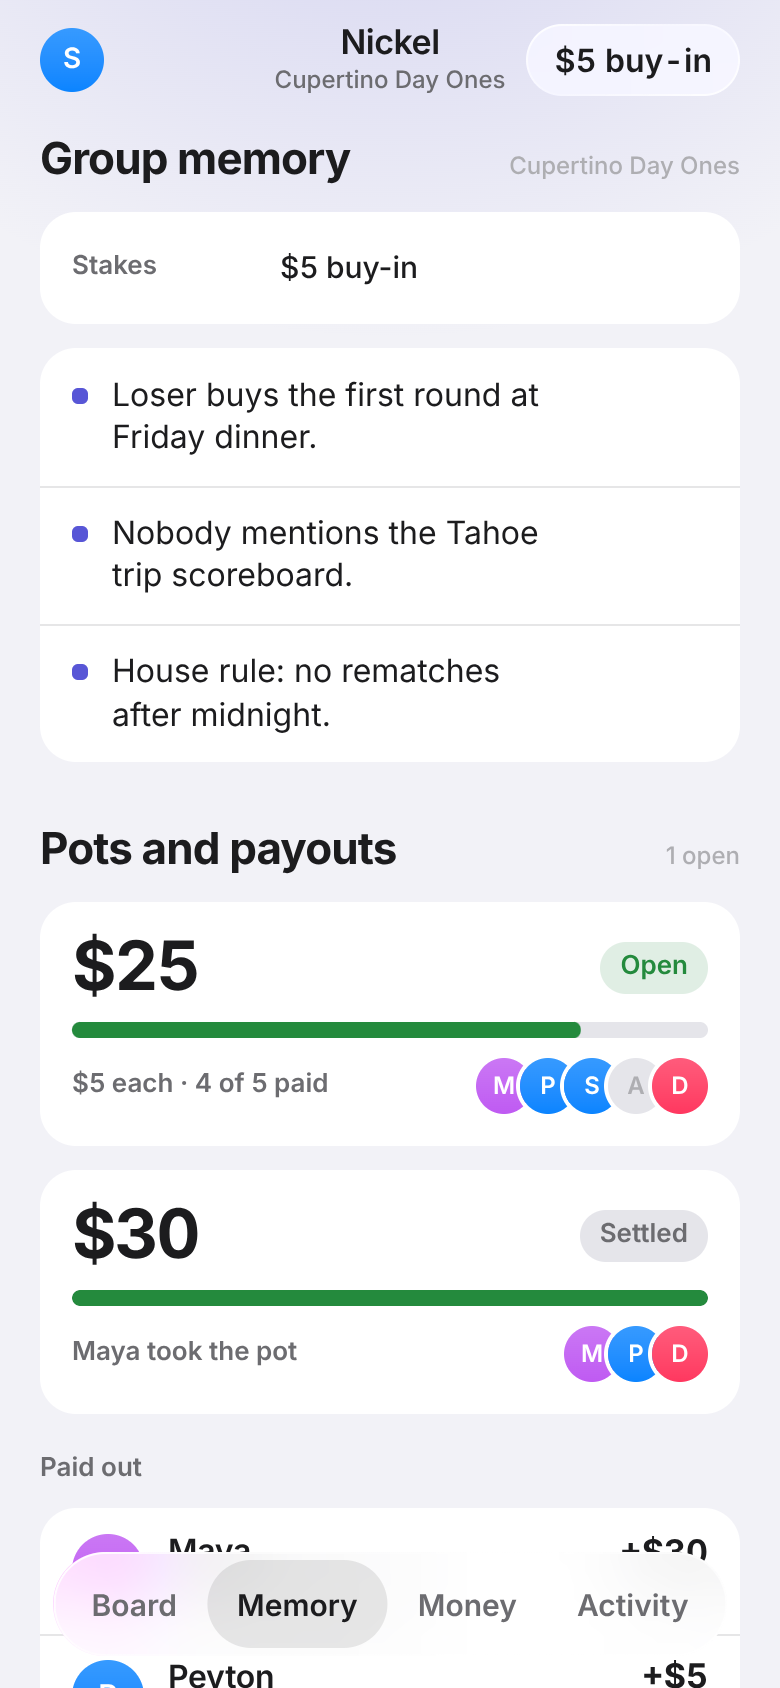 S
Nickel
Cupertino Day Ones
$5 buy-in
Group memory
Cupertino Day Ones
Stakes
$5 buy-in
Loser buys the first round at
Friday dinner.
Nobody mentions the Tahoe
trip scoreboard.
House rule: no rematches
after midnight.
Pots and payouts
1 open
$25
Open
$5 each · 4 of 5 paid
M P S A D
$30
Settled
Maya took the pot
M P D
Paid out
Maya
+$30
Board
Memory
Money
Activity
Peyton
+$5